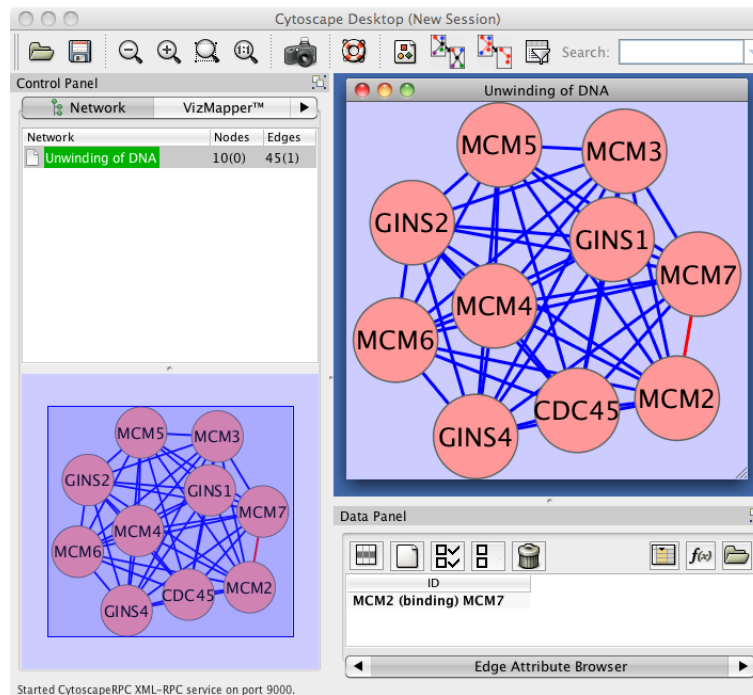 Cytoscape Desktop (New Session)
Search:
Control Panel
Network VizMapper™
Network Nodes Edges
Unwinding of DNA 10(0) 45(1)
MCM5
MCM3
GINS2
GINS1
MCM4
MCM7
MCM6
CDC45
MCM2
GINS4
Unwinding of DNA
MCM5
MCM3
GINS2
GINS1
MCM7
MCM4
MCM6
MCM2
CDC45
GINS4
Data Panel
f(x)
ID
MCM2 (binding) MCM7
Edge Attribute Browser
Started CytoscapeRPC XML-RPC service on port 9000.